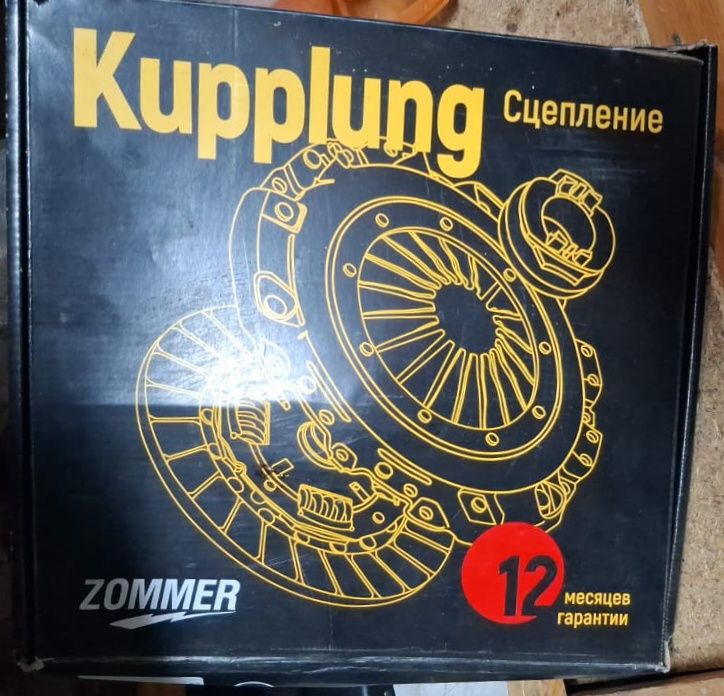 Kupplung
Сцепление
ZOMMER
12
месяцев
гарантии